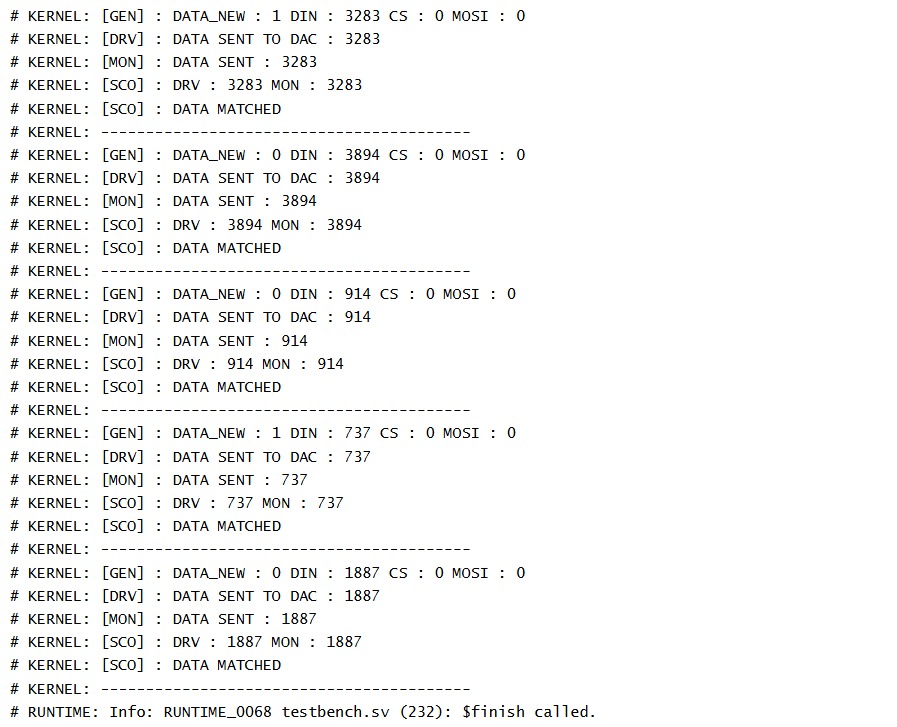 # KERNEL: [GEN] : DATA_NEW : 1 DIN : 3283 CS : 0 MOSI : 0
# KERNEL: [DRV] : DATA SENT TO DAC : 3283
# KERNEL: [MON] : DATA SENT : 3283
# KERNEL: [SCO] : DRV : 3283 MON : 3283
# KERNEL: [SCO] : DATA MATCHED
# KERNEL: -----------------------------------------
# KERNEL: [GEN] : DATA_NEW : 0 DIN : 3894 CS : 0 MOSI : 0
# KERNEL: [DRV] : DATA SENT TO DAC : 3894
# KERNEL: [MON] : DATA SENT : 3894
# KERNEL: [SCO] : DRV : 3894 MON : 3894
# KERNEL: [SCO] : DATA MATCHED
# KERNEL: -----------------------------------------
# KERNEL: [GEN] : DATA_NEW : 0 DIN : 914 CS : 0 MOSI : 0
# KERNEL: [DRV] : DATA SENT TO DAC : 914
# KERNEL: [MON] : DATA SENT : 914
# KERNEL: [SCO] : DRV : 914 MON : 914
# KERNEL: [SCO] : DATA MATCHED
# KERNEL: -----------------------------------------
# KERNEL: [GEN] : DATA_NEW : 1 DIN : 737 CS : 0 MOSI : 0
# KERNEL: [DRV] : DATA SENT TO DAC : 737
# KERNEL: [MON] : DATA SENT : 737
# KERNEL: [SCO] : DRV : 737 MON : 737
# KERNEL: [SCO] : DATA MATCHED
# KERNEL: -----------------------------------------
# KERNEL: [GEN] : DATA_NEW : 0 DIN : 1887 CS : 0 MOSI : 0
# KERNEL: [DRV] : DATA SENT TO DAC : 1887
# KERNEL: [MON] : DATA SENT : 1887
# KERNEL: [SCO] : DRV : 1887 MON : 1887
# KERNEL: [SCO] : DATA MATCHED
# KERNEL: -----------------------------------------
# RUNTIME: Info: RUNTIME_0068 testbench.sv (232): $finish called.